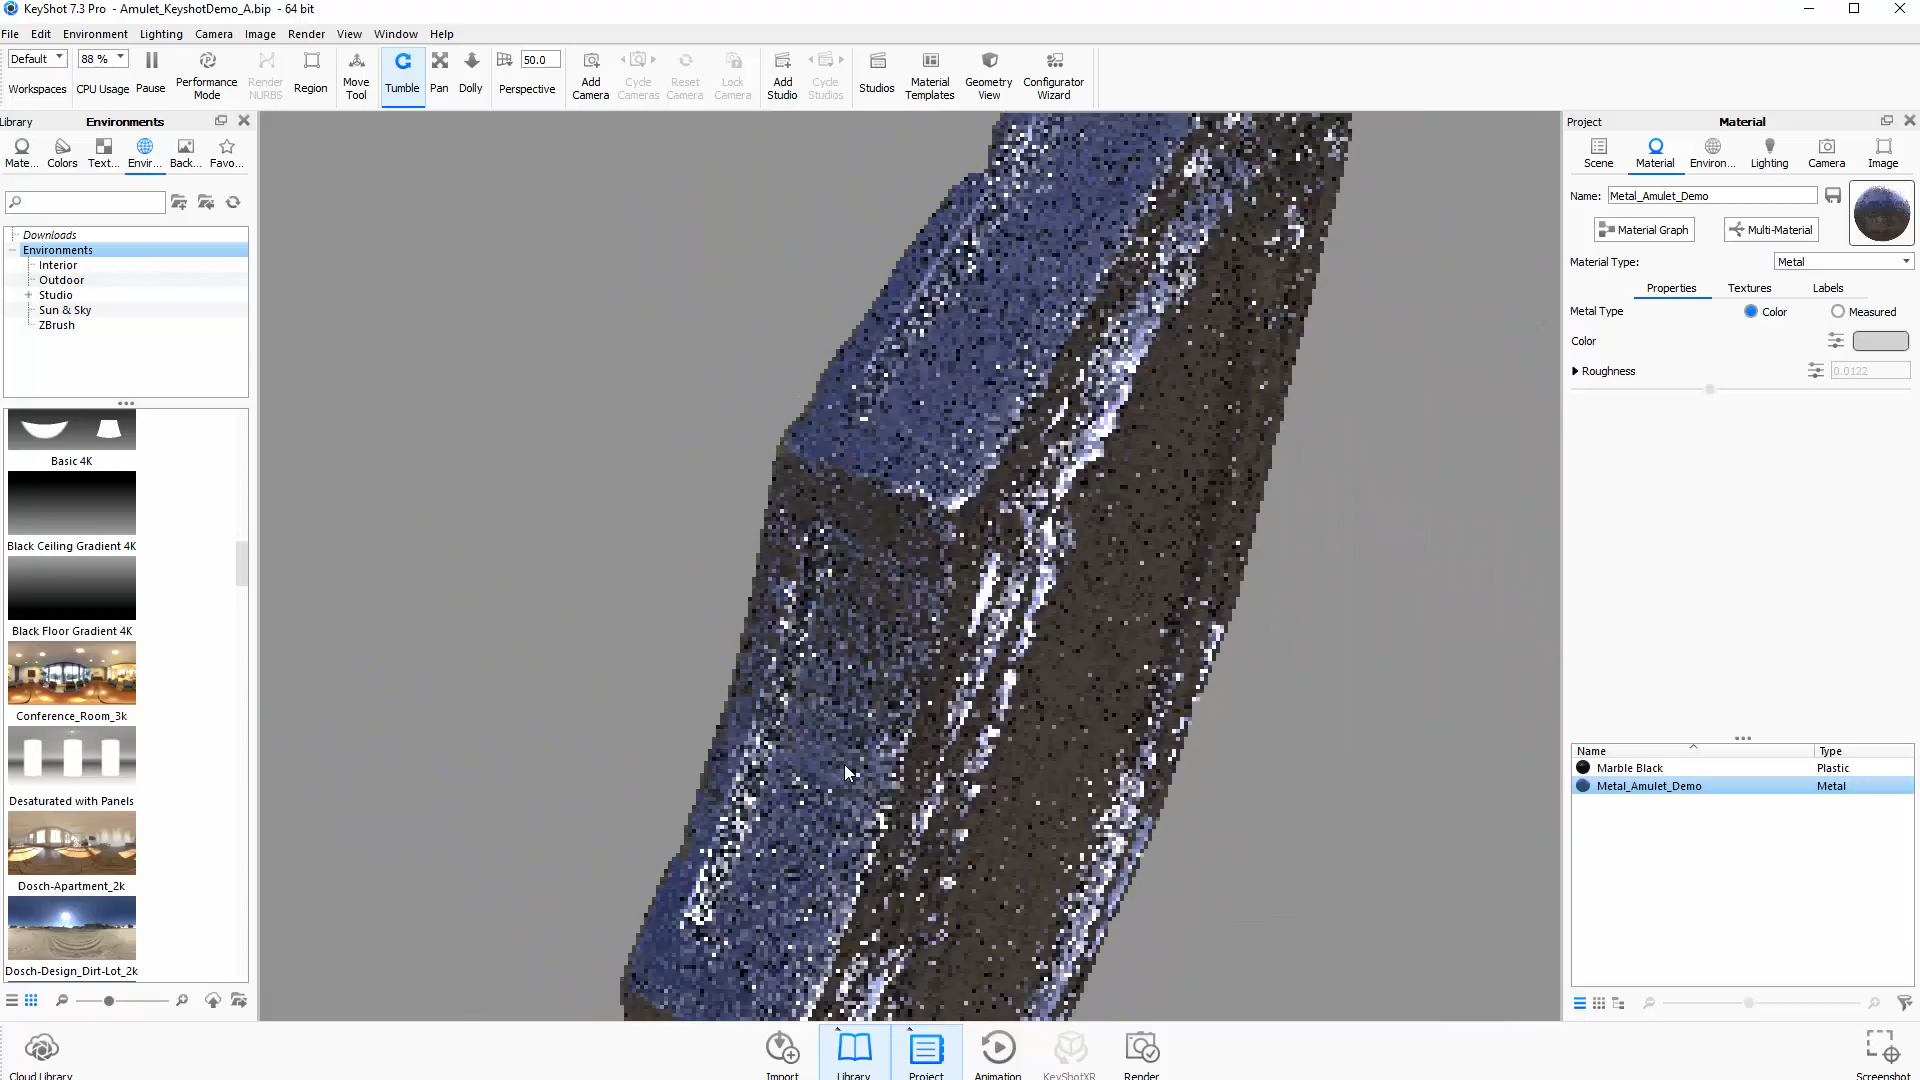 KeyShot 7.3 Pro - Amulet_KeyshotDemo_A.bip - 64 bit
File Edit Environment Lighting Camera Image Render View Window Help
Default 88 % 50.0
Workspaces CPU Usage Pause Performance Mode Render NURBS Region Move Tool Tumble Pan Dolly Perspective Add Camera Cycle Cameras Reset Camera Lock Camera Add Studio Cycle Studios Studios Material Templates Geometry View Configurator Wizard
Library Environments
Mate... Colors Text... Envir... Back... Favo...
Downloads
Environments
Interior
Outdoor
Studio
Sun & Sky
ZBrush
Basic 4K
Black Ceiling Gradient 4K
Black Floor Gradient 4K
Conference_Room_3k
Desaturated with Panels
Dosch-Apartment_2k
Dosch-Design_Dirt-Lot_2k
Project Material
Scene Material Environ... Lighting Camera Image
Name: Metal_Amulet_Demo
Material Graph Multi-Material
Material Type: Metal
Properties Textures Labels
Metal Type Color Measured
Color
Roughness 0.0122
Name Type
Marble Black Plastic
Metal_Amulet_Demo Metal
Cloud Library Import Library Project Animation KeyShotXR Render Screenshot